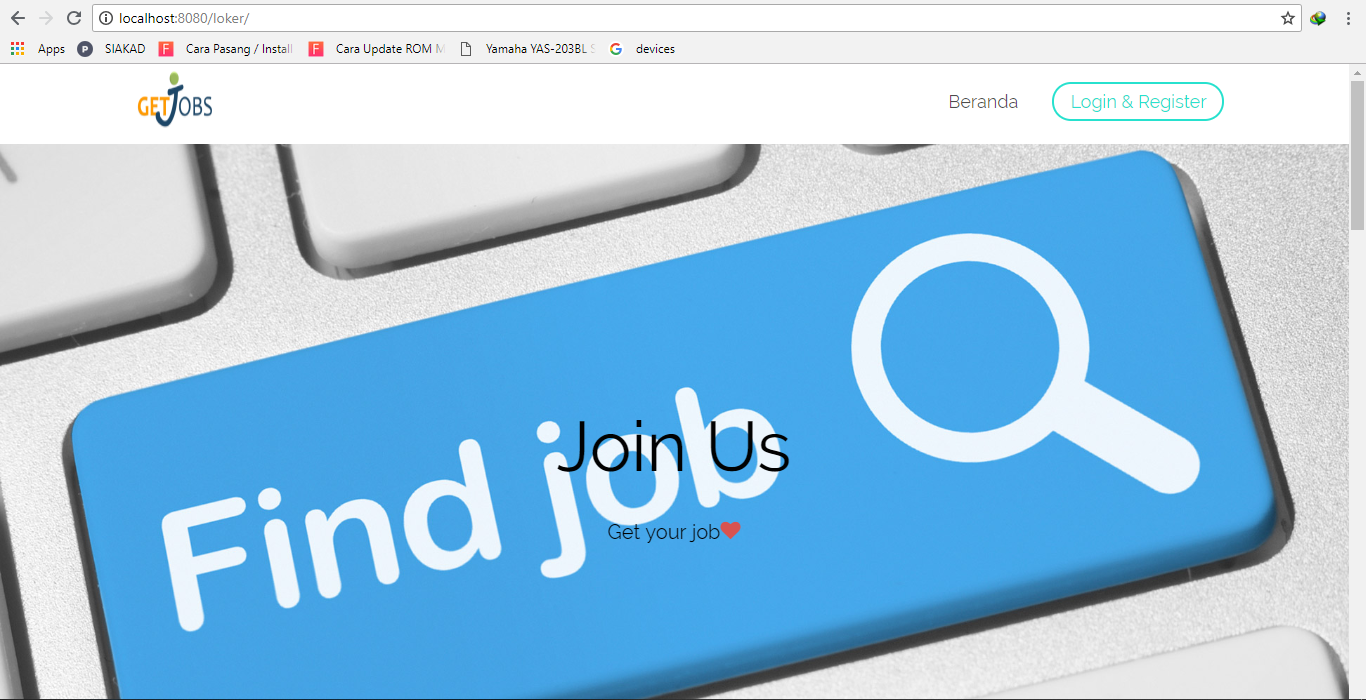 localhost:8080/loker/
Apps SIAKAD Cara Pasang / Install Cara Update ROM M Yamaha YAS-203BL S devices
GETJOBS
Beranda Login & Register
Find job
Join Us
Get your job